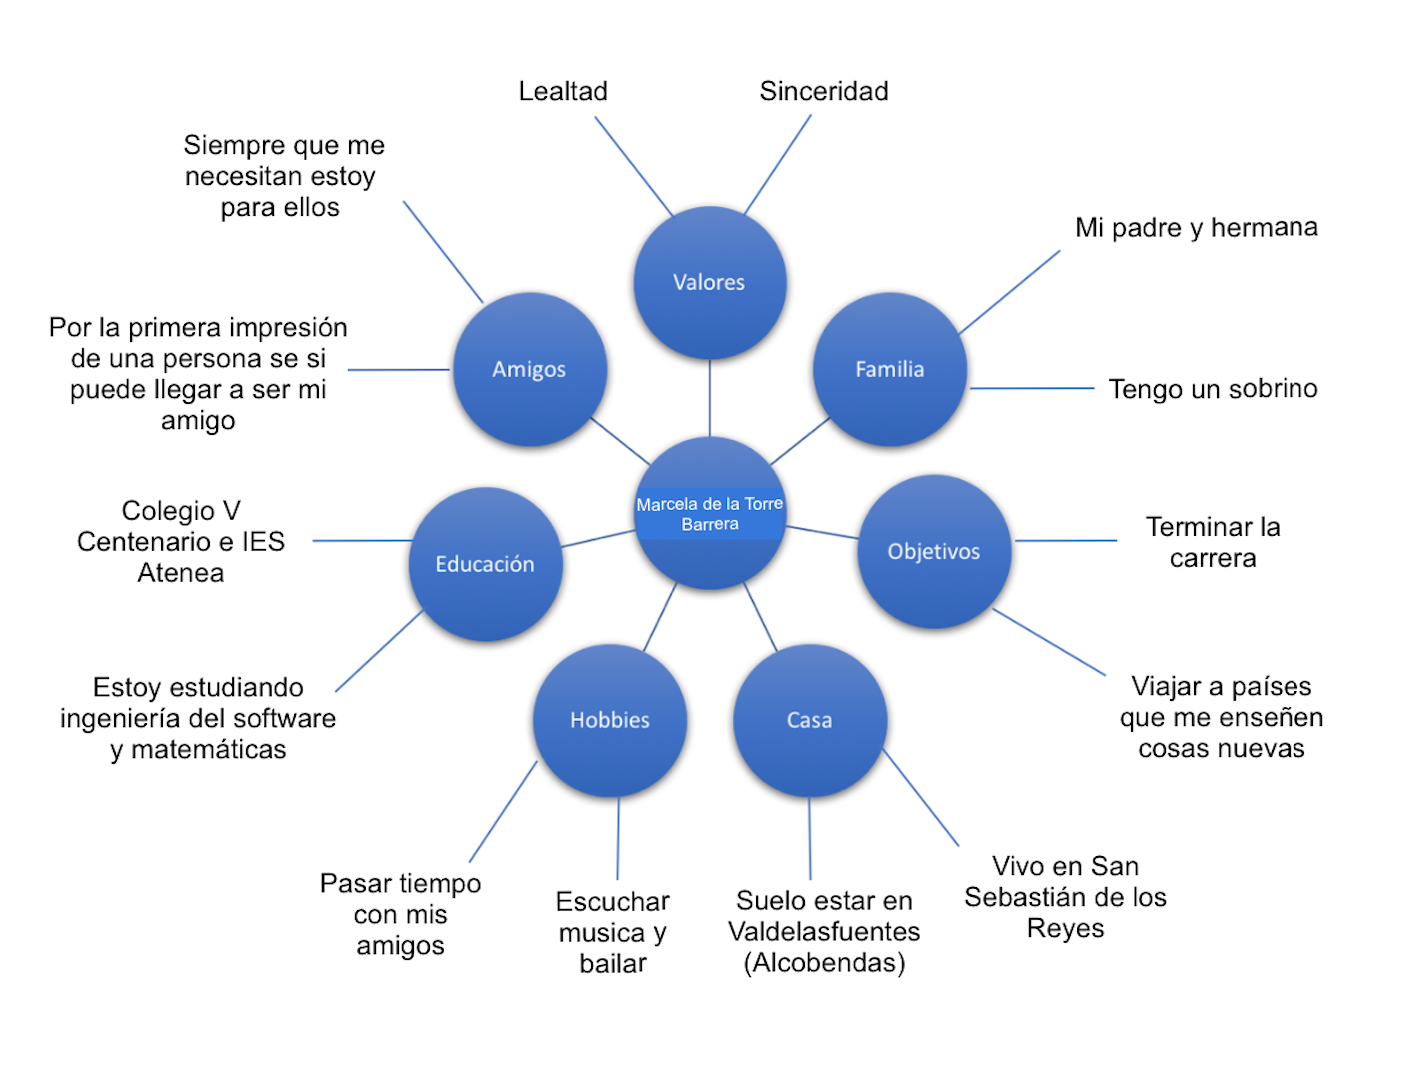 Lealtad
Sinceridad
Siempre que me
necesitan estoy
para ellos
Mi padre y hermana
Valores
Por la primera impresión
de una persona se si
puede llegar a ser mi
amigo
Amigos
Familia
Tengo un sobrino
Marcela de la Torre
Barrera
Colegio V
Centenario e IES
Atenea
Educación
Objetivos
Terminar la
carrera
Estoy estudiando
ingeniería del software
y matemáticas
Hobbies
Casa
Viajar a países
que me enseñen
cosas nuevas
Pasar tiempo
con mis
amigos
Escuchar
musica y
bailar
Suelo estar en
Valdelasfuentes
(Alcobendas)
Vivo en San
Sebastián de los
Reyes